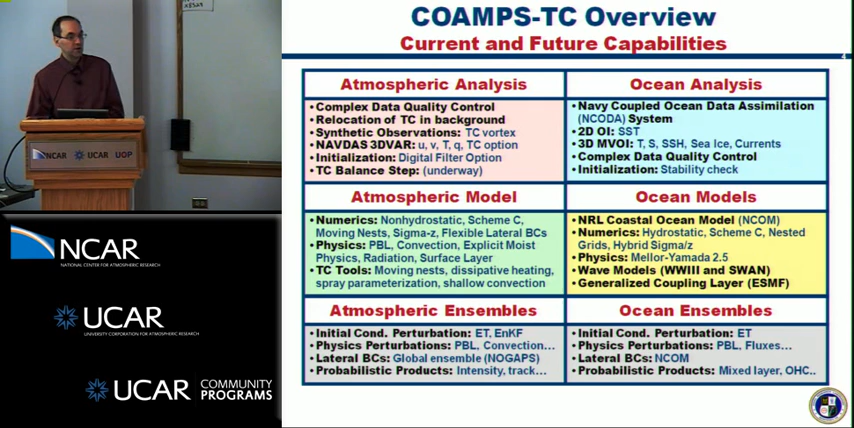 COAMPS-TC Overview
Current and Future Capabilities
4
Atmospheric Analysis
• Complex Data Quality Control
• Relocation of TC in background
• Synthetic Observations: TC vortex
• NAVDAS 3DVAR: u, v, T, q, TC option
• Initialization: Digital Filter Option
• TC Balance Step: (underway)
Ocean Analysis
• Navy Coupled Ocean Data Assimilation
(NCODA) System
• 2D OI: SST
• 3D MVOI: T, S, SSH, Sea Ice, Currents
• Complex Data Quality Control
• Initialization: Stability check
Atmospheric Model
• Numerics: Nonhydrostatic, Scheme C,
Moving Nests, Sigma-z, Flexible Lateral BCs
• Physics: PBL, Convection, Explicit Moist
Physics, Radiation, Surface Layer
• TC Tools: Moving nests, dissipative heating,
spray parameterization, shallow convection
Ocean Models
• NRL Coastal Ocean Model (NCOM)
• Numerics: Hydrostatic, Scheme C, Nested
Grids, Hybrid Sigma/z
• Physics: Mellor-Yamada 2.5
• Wave Models (WWIII and SWAN)
• Generalized Coupling Layer (ESMF)
Atmospheric Ensembles
• Initial Cond. Perturbation: ET, EnKF
• Physics Perturbations: PBL, Convection...
• Lateral BCs: Global ensemble (NOGAPS)
• Probabilistic Products: Intensity, track...
Ocean Ensembles
• Initial Cond. Perturbation: ET
• Physics Perturbations: PBL, Fluxes...
• Lateral BCs: NCOM
• Probabilistic Products: Mixed layer, OHC..
NCAR UCAR UOP
NCAR
NATIONAL CENTER FOR ATMOSPHERIC RESEARCH
UCAR
UNIVERSITY CORPORATION FOR ATMOSPHERIC RESEARCH
UCAR COMMUNITY
PROGRAMS